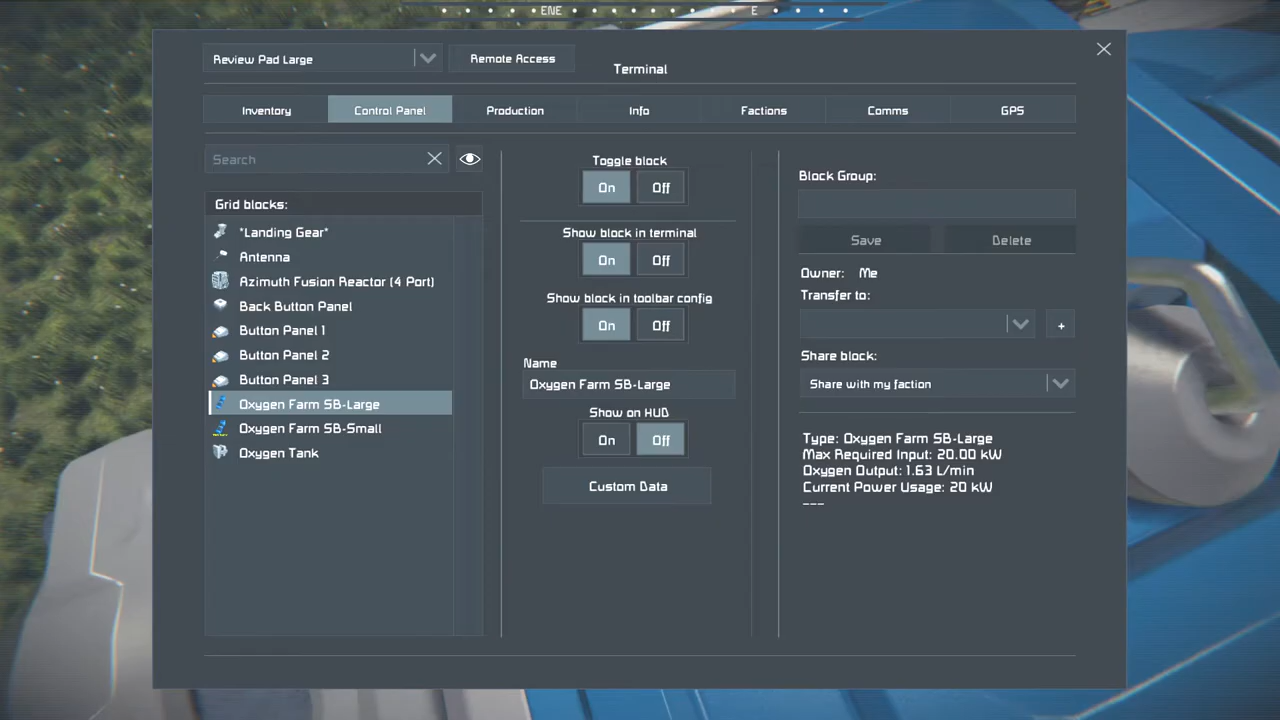 ENE E
Review Pad Large
Remote Access
Terminal
Inventory
Control Panel
Production
Info
Factions
Comms
GPS
Search
Grid blocks:
*Landing Gear*
Antenna
Azimuth Fusion Reactor (4 Port)
Back Button Panel
Button Panel 1
Button Panel 2
Button Panel 3
Oxygen Farm SB-Large
Oxygen Farm SB-Small
Oxygen Tank
Toggle block
On Off
Show block in terminal
On Off
Show block in toolbar config
On Off
Name
Oxygen Farm SB-Large
Show on HUD
On Off
Custom Data
Block Group:
Save Delete
Owner: Me
Transfer to:
+
Share block:
Share with my faction
Type: Oxygen Farm SB-Large
Max Required Input: 20.00 kW
Oxygen Output: 1.63 L/min
Current Power Usage: 20 kW
---